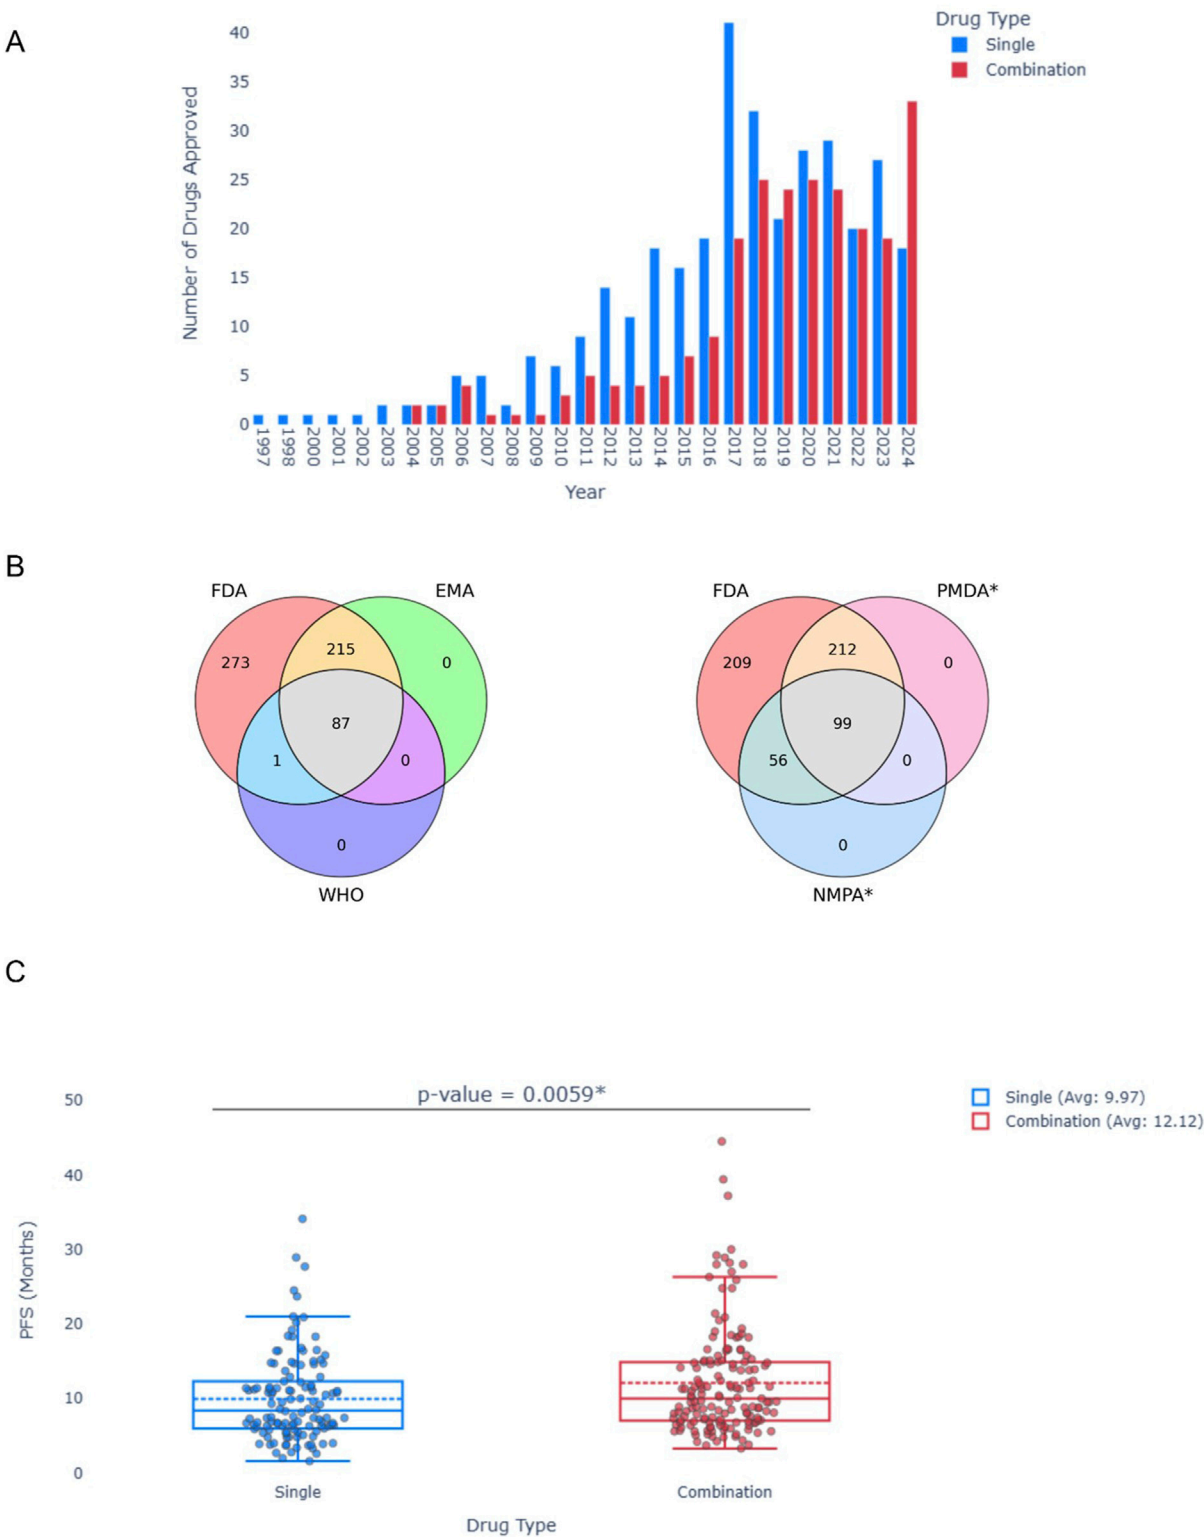 A
Drug Type
Single
Combination
Number of Drugs Approved
40
35
30
25
20
15
10
5
0
1997
1998
2000
2001
2002
2003
2004
2005
2006
2007
2008
2009
2010
2011
2012
2013
2014
2015
2016
2017
2018
2019
2020
2021
2022
2023
2024
Year
B
FDA
EMA
273
215
0
87
1
0
0
WHO
FDA
PMDA*
209
212
0
99
56
0
0
NMPA*
C
p-value = 0.0059*
Single (Avg: 9.97)
Combination (Avg: 12.12)
PFS (Months)
50
40
30
20
10
0
Single
Combination
Drug Type